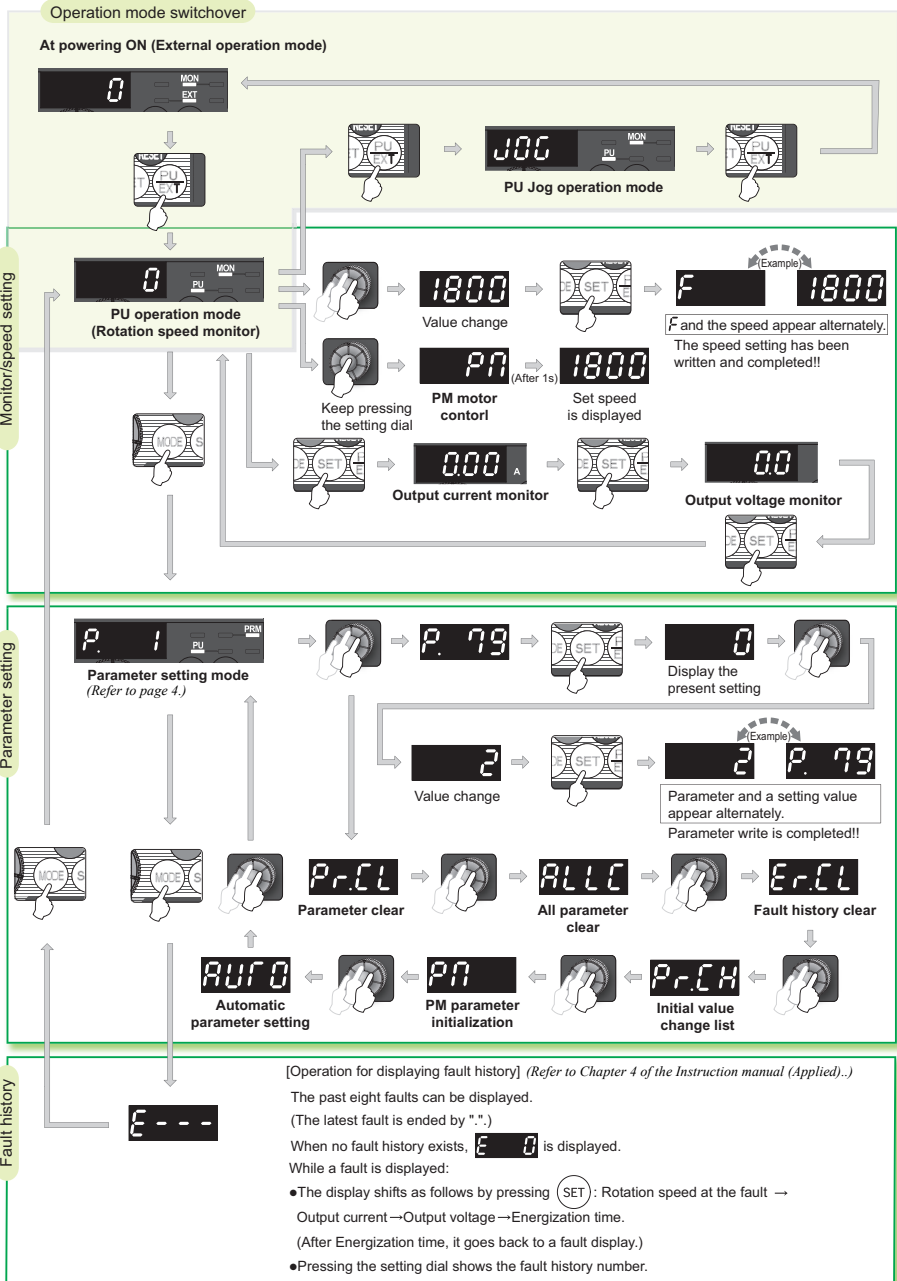 Operation mode switchover
At powering ON (External operation mode)
0
MON
EXT
RESET
PU
EXT
RESET
PU
EXT
JOG
MON
PU
PU Jog operation mode
RESET
PU
EXT
Monitor/speed setting
0
MON
PU
PU operation mode
(Rotation speed monitor)
1800
Value change
SET
F
(Example)
1800
F and the speed appear alternately.
The speed setting has been
written and completed!!
Keep pressing
the setting dial
PM
PM motor
contorl
(After 1s)
1800
Set speed
is displayed
MODE
SET
0.00 A
Output current monitor
SET
0.0
Output voltage monitor
SET
Parameter setting
P. 1
PU
PRM
Parameter setting mode
(Refer to page 4.)
P. 79
SET
0
Display the
present setting
2
Value change
SET
(Example)
2
P. 79
Parameter and a setting value
appear alternately.
Parameter write is completed!!
MODE
MODE
Pr.CL
Parameter clear
ALLC
All parameter
clear
Er.CL
Fault history clear
AUTO
Automatic
parameter setting
PM
PM parameter
initialization
Pr.CH
Initial value
change list
Fault history
E---
[Operation for displaying fault history] (Refer to Chapter 4 of the Instruction manual (Applied)..)
The past eight faults can be displayed.
(The latest fault is ended by ".".)
When no fault history exists, E 0 is displayed.
While a fault is displayed:
●The display shifts as follows by pressing SET : Rotation speed at the fault →
Output current→Output voltage→Energization time.
(After Energization time, it goes back to a fault display.)
●Pressing the setting dial shows the fault history number.